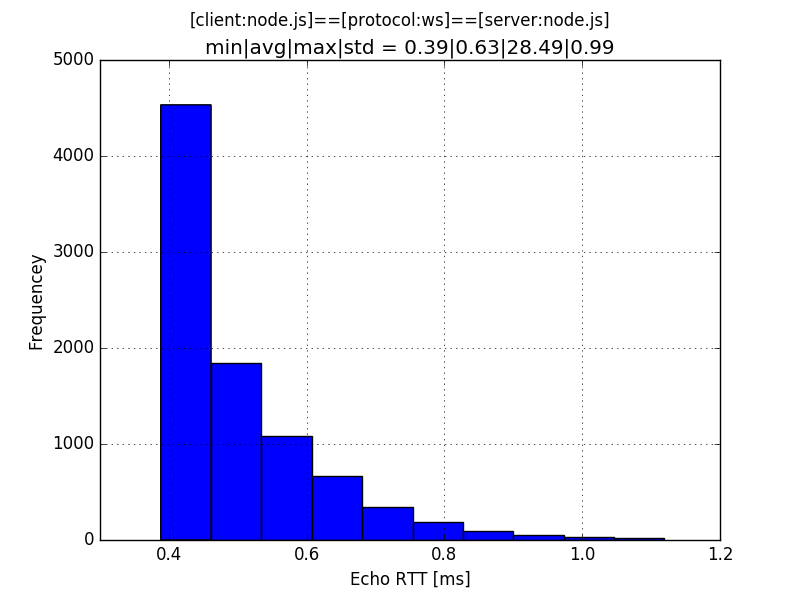 [client:node.js]==[protocol:ws]==[server:node.js]
min|avg|max|std = 0.39|0.63|28.49|0.99
5000
4000
3000
2000
1000
0
Frequencey
0.4 0.6 0.8 1.0 1.2
Echo RTT [ms]